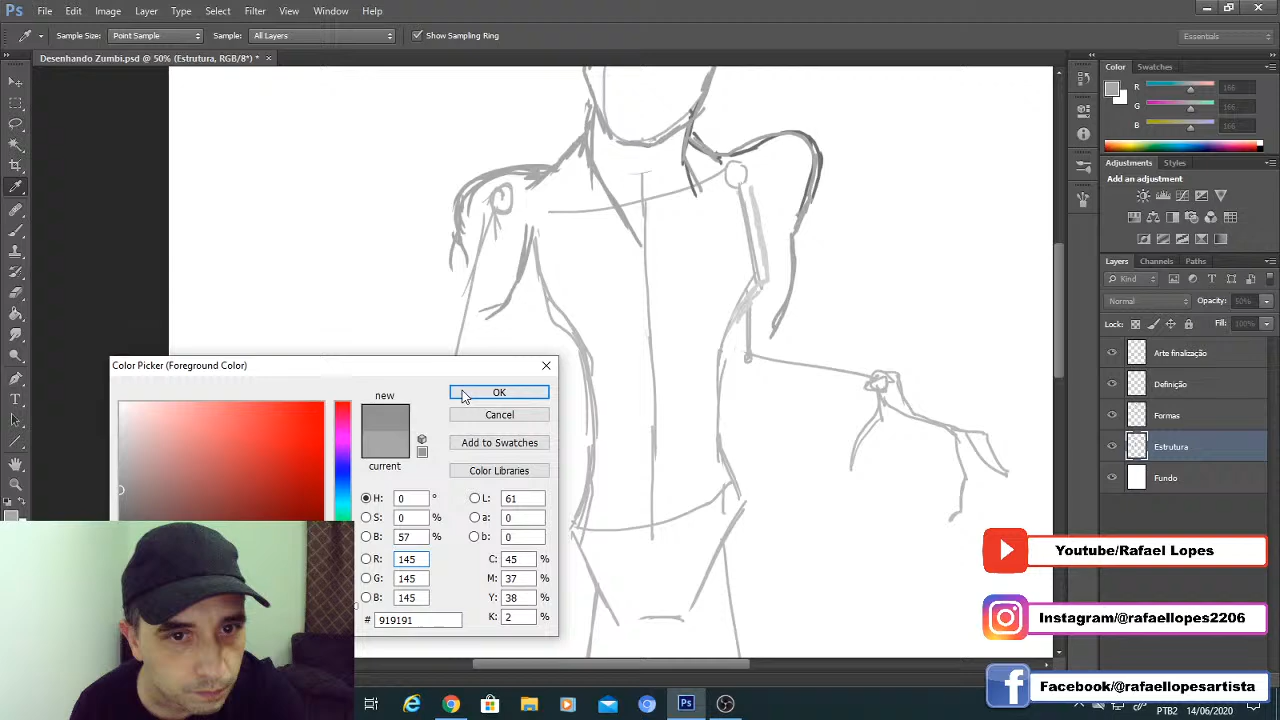 Ps File Edit Image Layer Type Select Filter View Window Help
Sample Size: Point Sample Sample: All Layers Show Sampling Ring Essentials
Desenhando Zumbi.psd @ 50% (Estrutura, RGB/8*) *
Color Swatches
R 166
G 166
B 166
Adjustments Styles
Add an adjustment
Layers Channels Paths
Kind
Normal Opacity: 50%
Lock: Fill: 100%
Arte finalização
Definição
Formas
Estrutura
Fundo
Color Picker (Foreground Color)
new
current
OK
Cancel
Add to Swatches
Color Libraries
H: 0 °
S: 0 %
B: 57 %
R: 145
G: 145
B: 145
# 919191
L: 61
a: 0
b: 0
C: 45 %
M: 37 %
Y: 38 %
K: 2 %
Youtube/Rafael Lopes
Instagram/@rafaellopes2206
Facebook/@rafaellopesartista
Ps
PTB2 14/06/2020